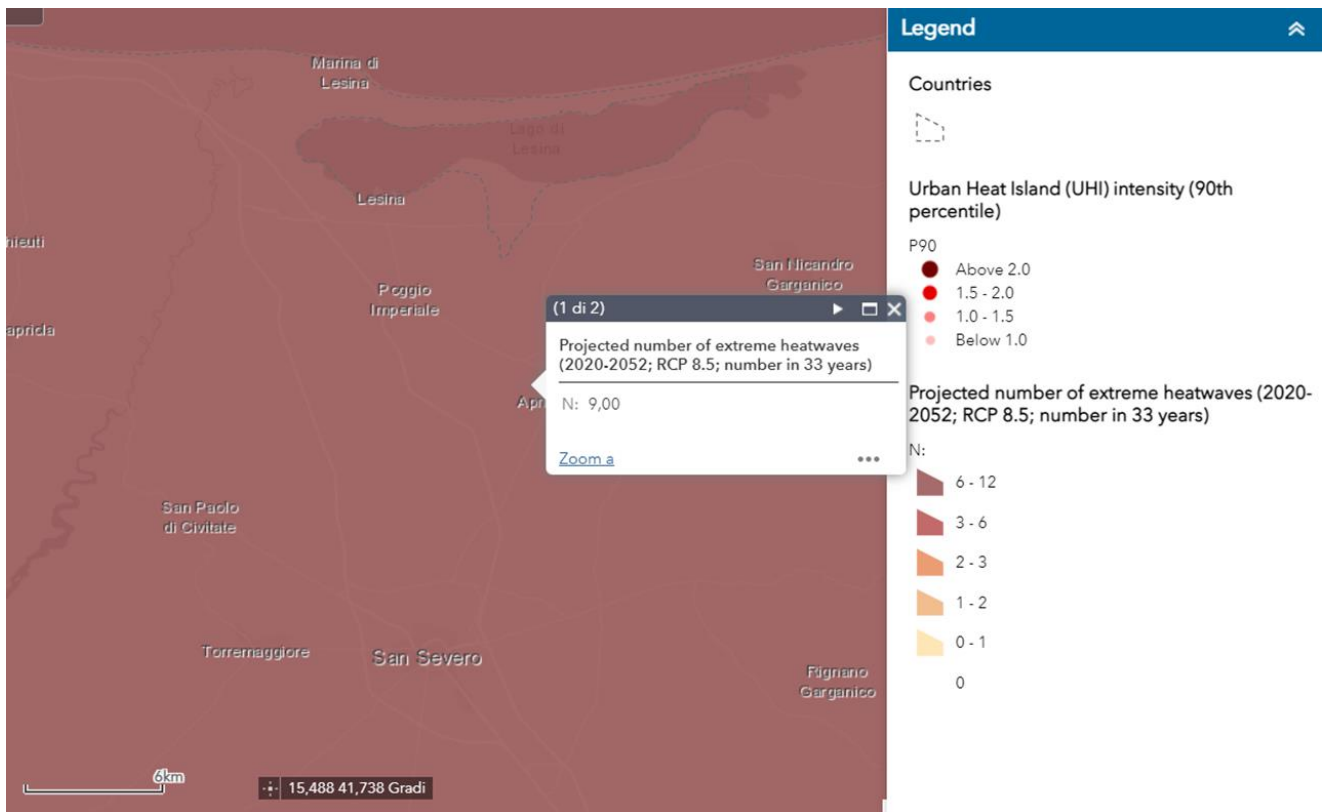 Marina di
Lesina
Lago di
Lesina
Lesina
hieuti
San Nicandro
Garganico
Poggio
Imperiale
apricia
Apr
San Paolo
di Civitate
Torremaggiore
San Severo
Rignano
Garganico
6km
15,488 41,738 Gradi
(1 di 2)
Projected number of extreme heatwaves
(2020-2052; RCP 8.5; number in 33 years)
N: 9,00
Zoom a
Legend
Countries
Urban Heat Island (UHI) intensity (90th
percentile)
P90
Above 2.0
1.5 - 2.0
1.0 - 1.5
Below 1.0
Projected number of extreme heatwaves (2020-
2052; RCP 8.5; number in 33 years)
N:
6 - 12
3 - 6
2 - 3
1 - 2
0 - 1
0